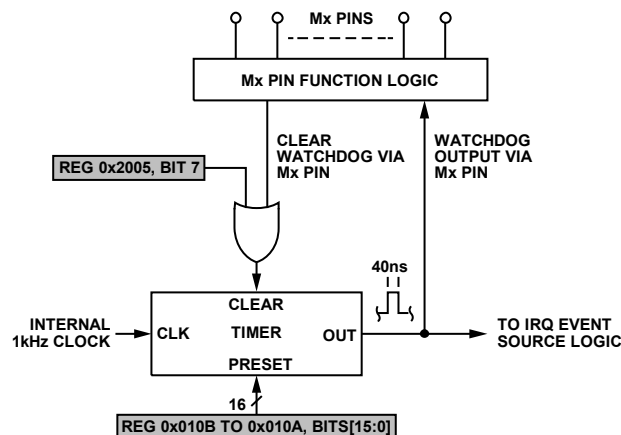 Mx PINS
Mx PIN FUNCTION LOGIC
CLEAR
WATCHDOG VIA
Mx PIN
WATCHDOG
OUTPUT VIA
Mx PIN
REG 0x2005, BIT 7
40ns
CLEAR
INTERNAL
1kHz CLOCK
CLK
TIMER
OUT
TO IRQ EVENT
SOURCE LOGIC
PRESET
16
REG 0x010B TO 0x010A, BITS[15:0]